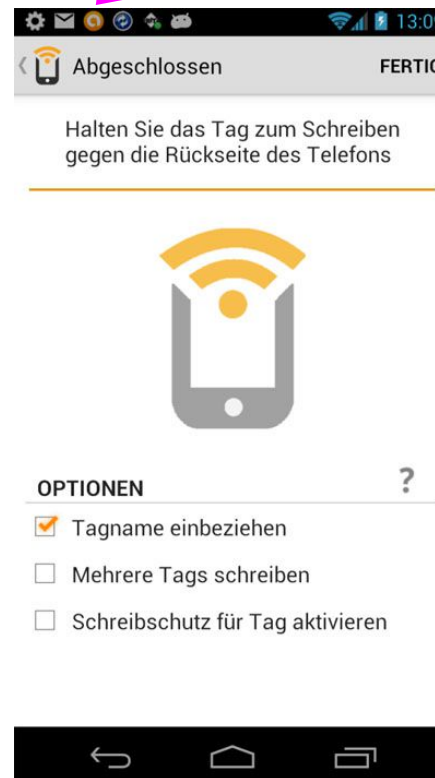 13:0
Abgeschlossen FERTIG
Halten Sie das Tag zum Schreiben
gegen die Rückseite des Telefons
OPTIONEN ?
Tagname einbeziehen
Mehrere Tags schreiben
Schreibschutz für Tag aktivieren